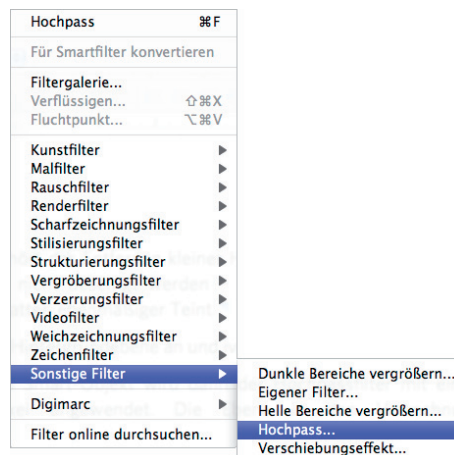 Hochpass ⌘F
Für Smartfilter konvertieren
Filtergalerie...
Verflüssigen... ⇧⌘X
Fluchtpunkt... ⌥⌘V
Kunstfilter
Malfilter
Rauschfilter
Renderfilter
Scharfzeichnungsfilter
Stilisierungsfilter
Strukturierungsfilter
Vergröberungsfilter
Verzerrungsfilter
Videofilter
Weichzeichnungsfilter
Zeichenfilter
Sonstige Filter
Digimarc
Filter online durchsuchen...
Dunkle Bereiche vergrößern...
Eigener Filter...
Helle Bereiche vergrößern...
Hochpass...
Verschiebungseffekt...